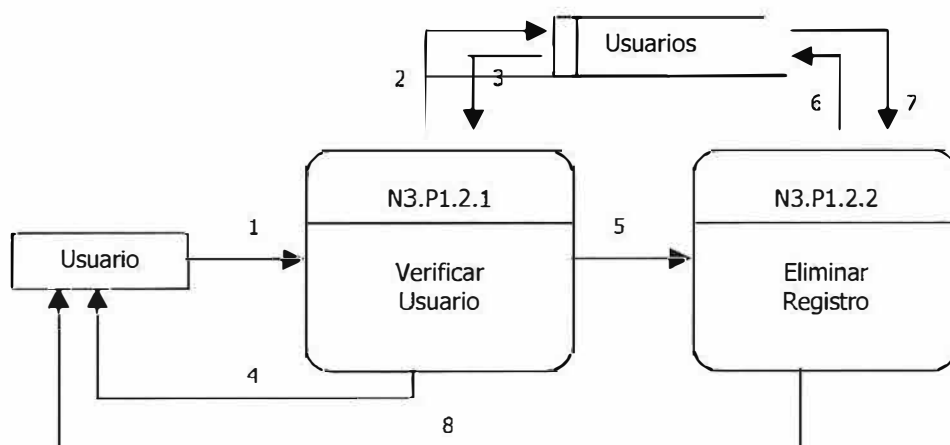 Usuarios
2
3
6
7
N3.P1.2.1
N3.P1.2.2
1
5
Usuario
Verificar
Usuario
Eliminar
Registro
4
8